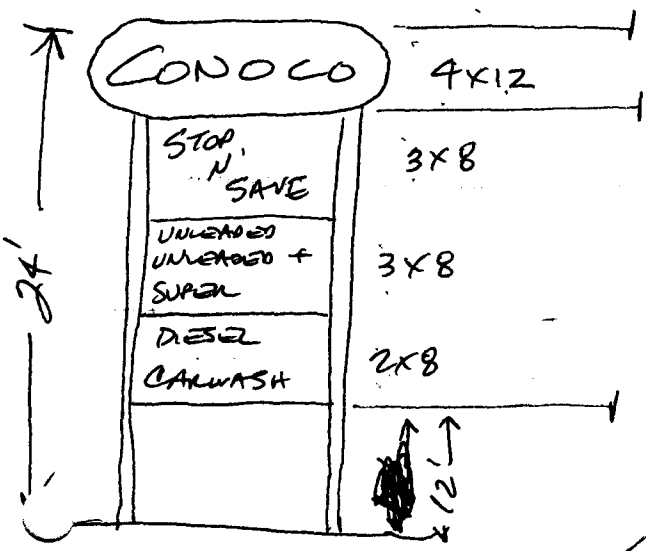 CONOCO
4X12
STOP
N
SAVE
3X8
UNLEADED
UNLEADED +
SUPER
3X8
DIESEL
CARWASH
2X8
24'
12'